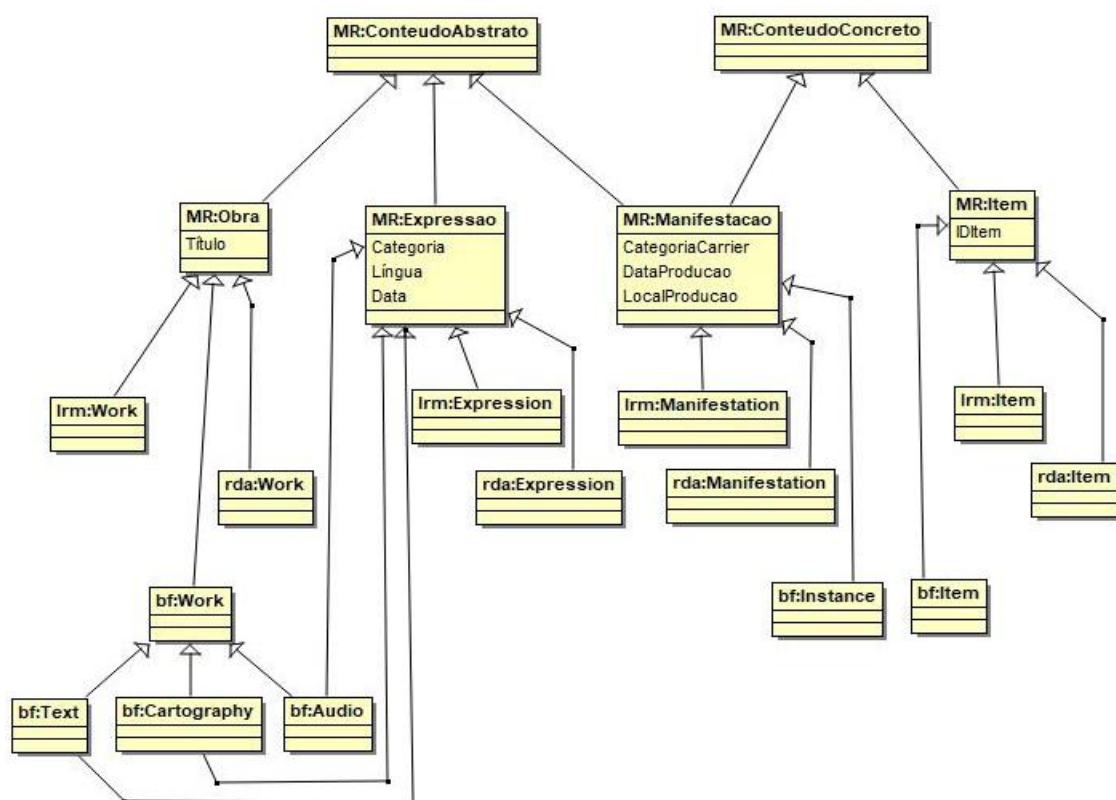 MR:ConteudoAbstrato
MR:ConteudoConcreto
MR:Obra
Título
MR:Expressao
Categoria
Língua
Data
MR:Manifestacao
CategoriaCarrier
DataProducao
LocalProducao
MR:Item
IDItem
lrm:Work
lrm:Expression
lrm:Manifestation
lrm:Item
rda:Work
rda:Expression
rda:Manifestation
rda:Item
bf:Work
bf:Instance
bf:Item
bf:Text
bf:Cartography
bf:Audio